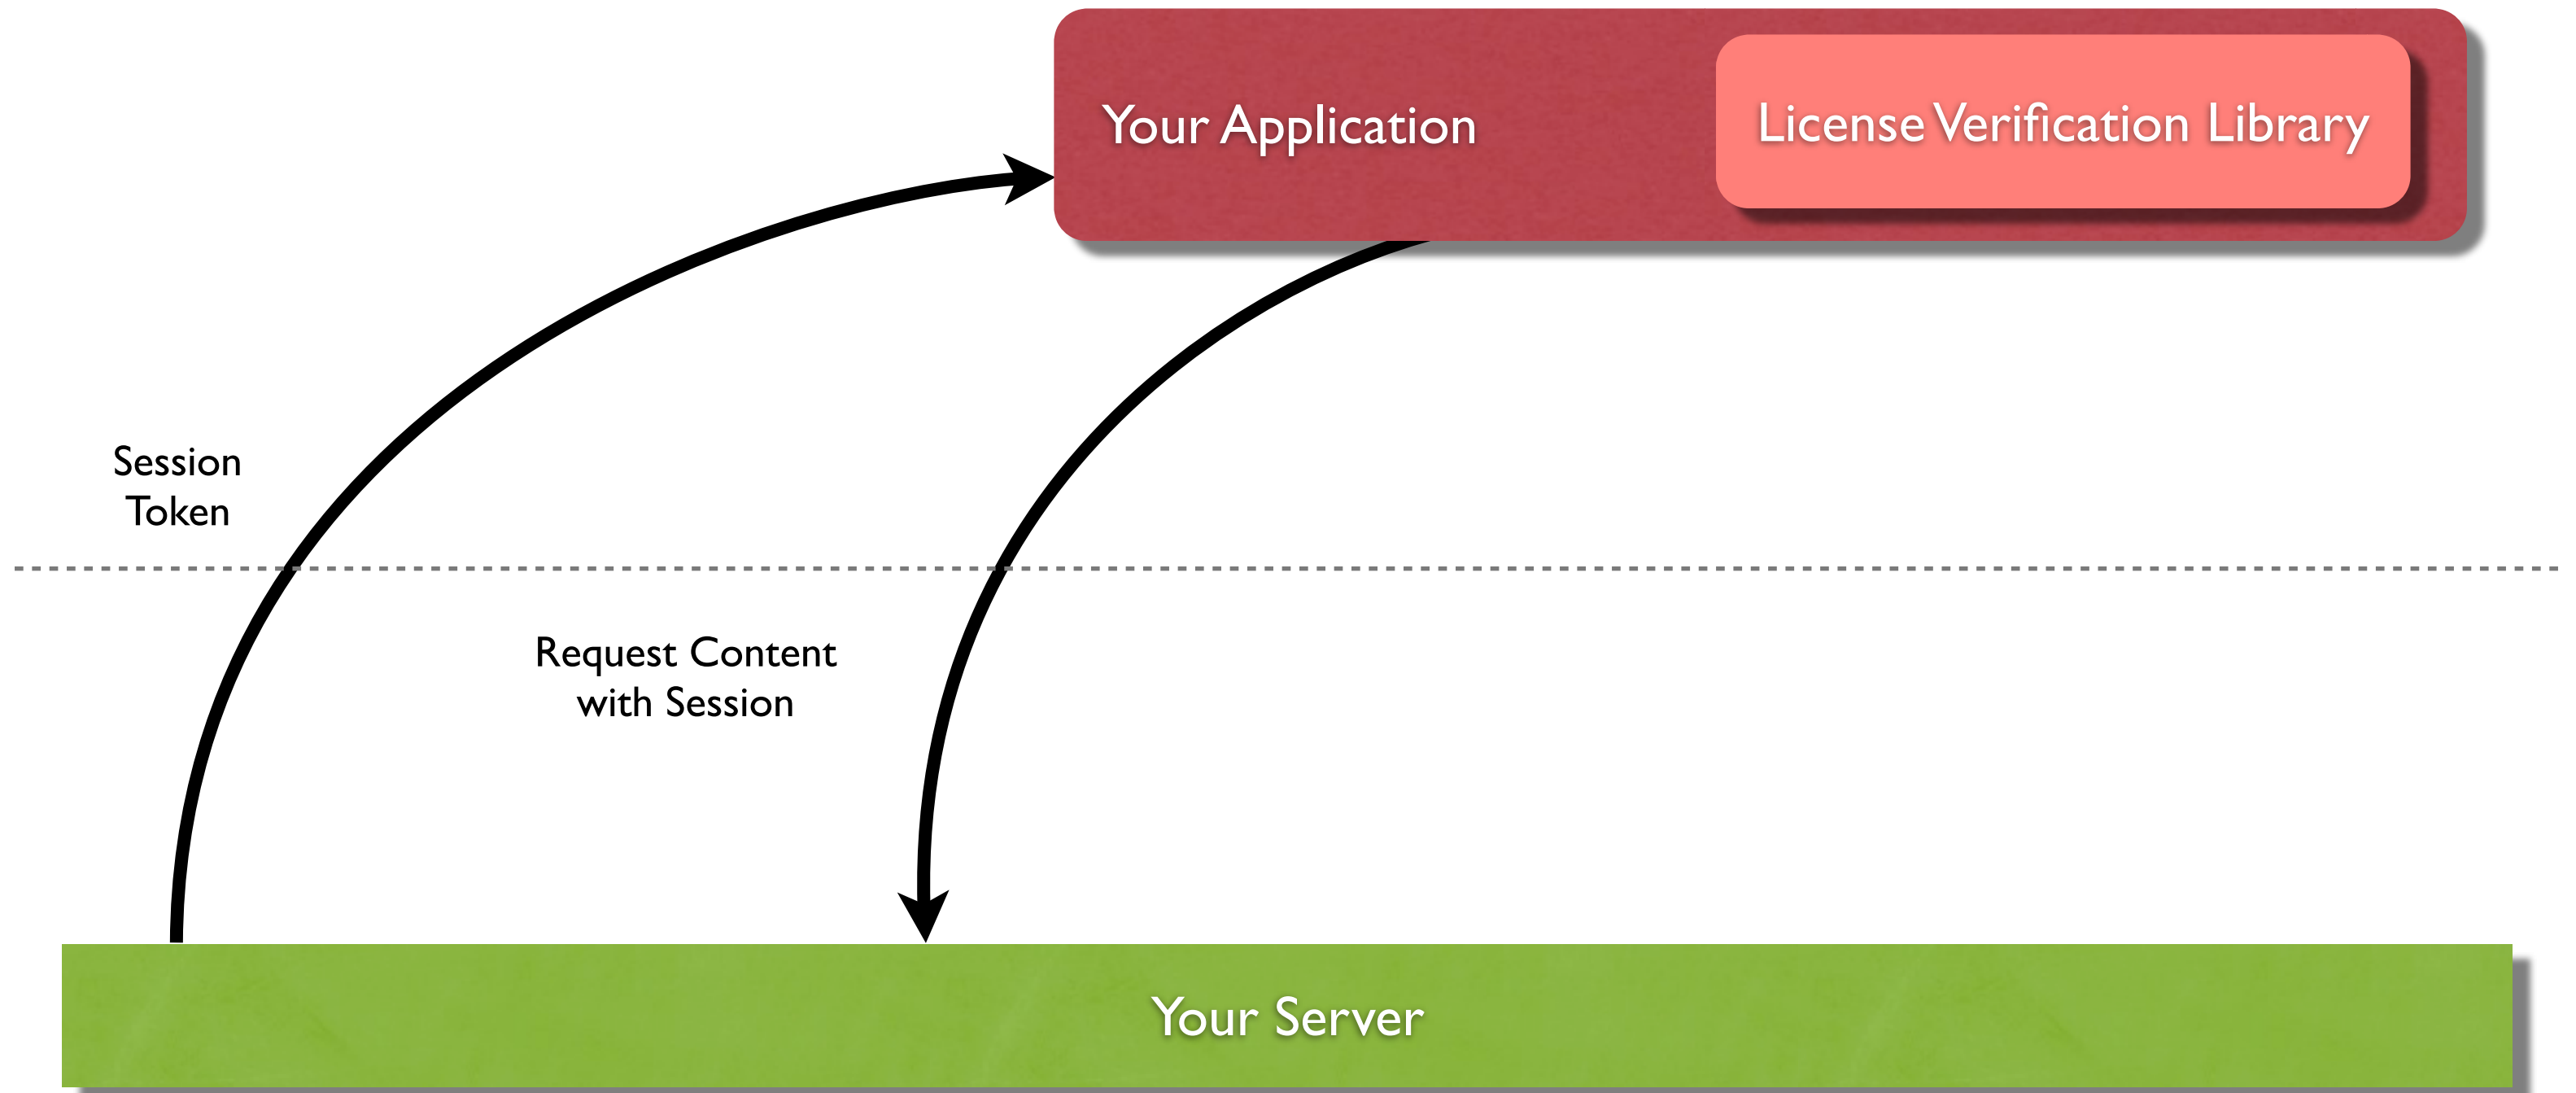 Your Application
License Verification Library
Session
Token
Request Content
with Session
Your Server